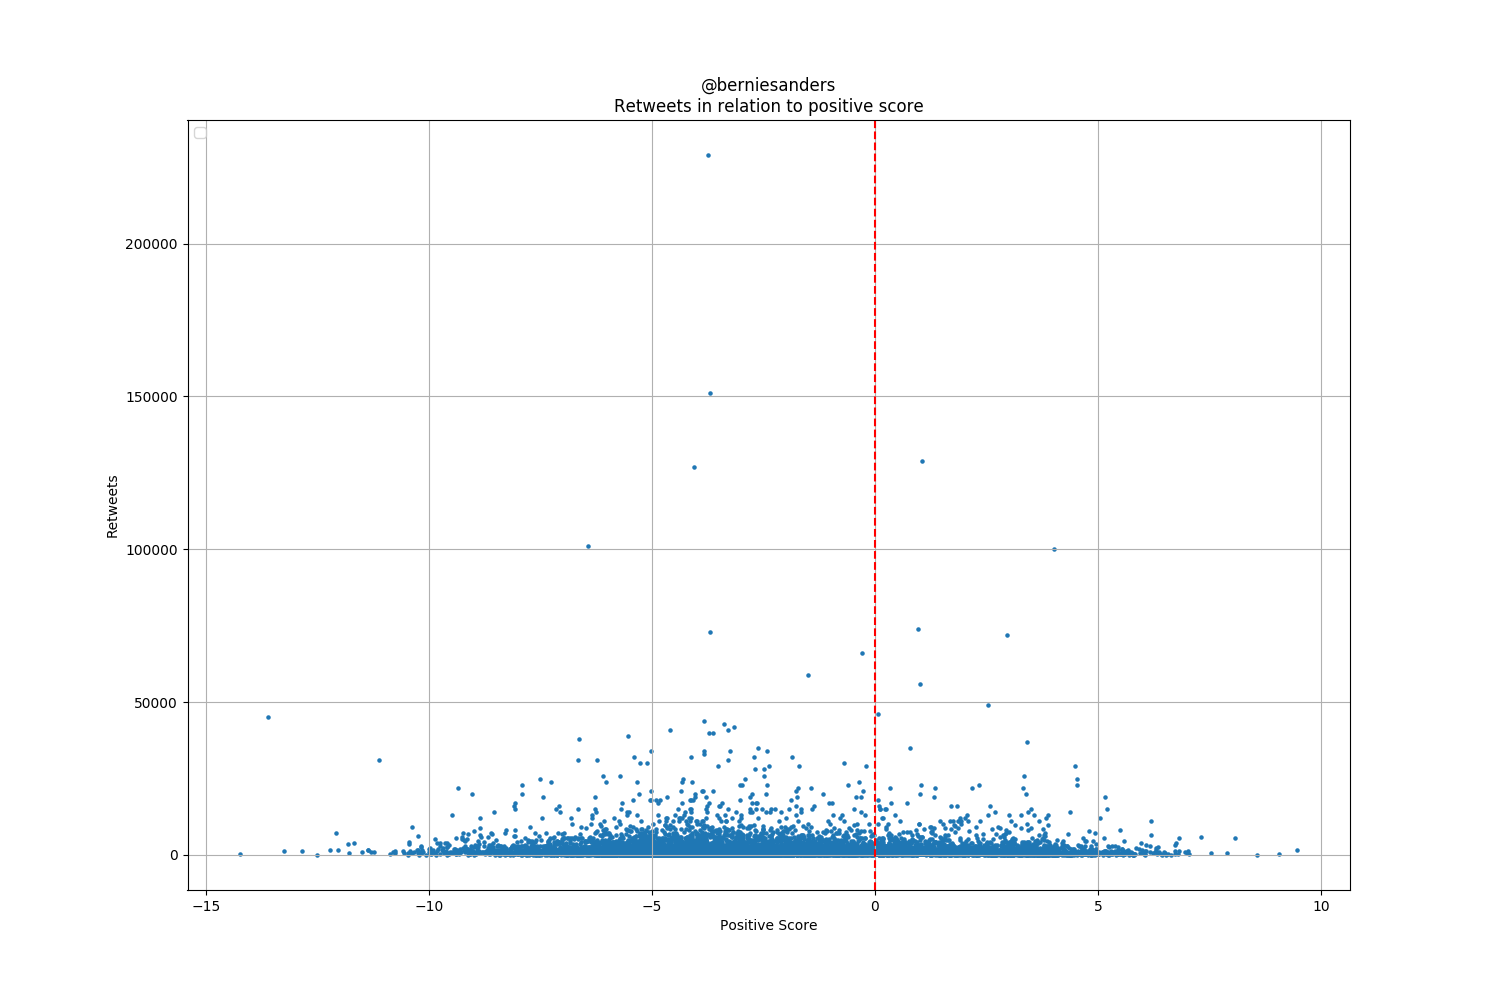 @berniesanders
Retweets in relation to positive score
200000
150000
100000
50000
0
Retweets
−15
−10
−5
0
5
10
Positive Score